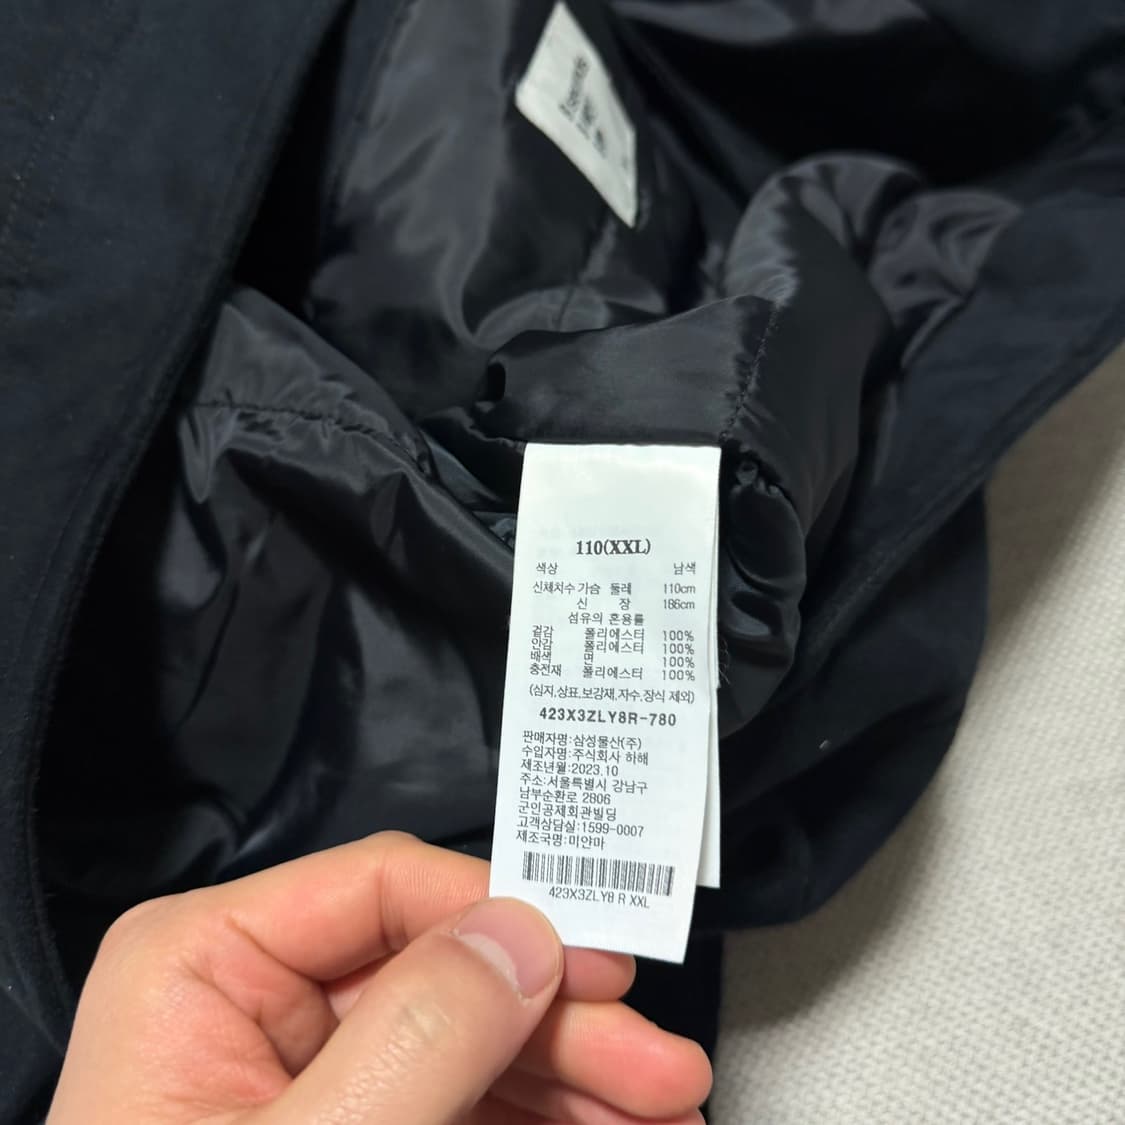 110(XXL)
색상 남색
신체치수 가슴 둘레 110cm
신 장 186cm
섬유의 혼용률
겉감 폴리에스터 100%
안감 폴리에스터 100%
배색 면 100%
충전재 폴리에스터 100%
(심지,상표,보강재,자수,장식 제외)
423X3ZLY8R-780
판매자명:삼성물산(주)
수입자명:주식회사 하해
제조년월:2023.10
주소:서울특별시 강남구
남부순환로 2806
군인공제회관빌딩
고객상담실:1599-0007
제조국명:미얀마
423X3ZLY8 R XXL